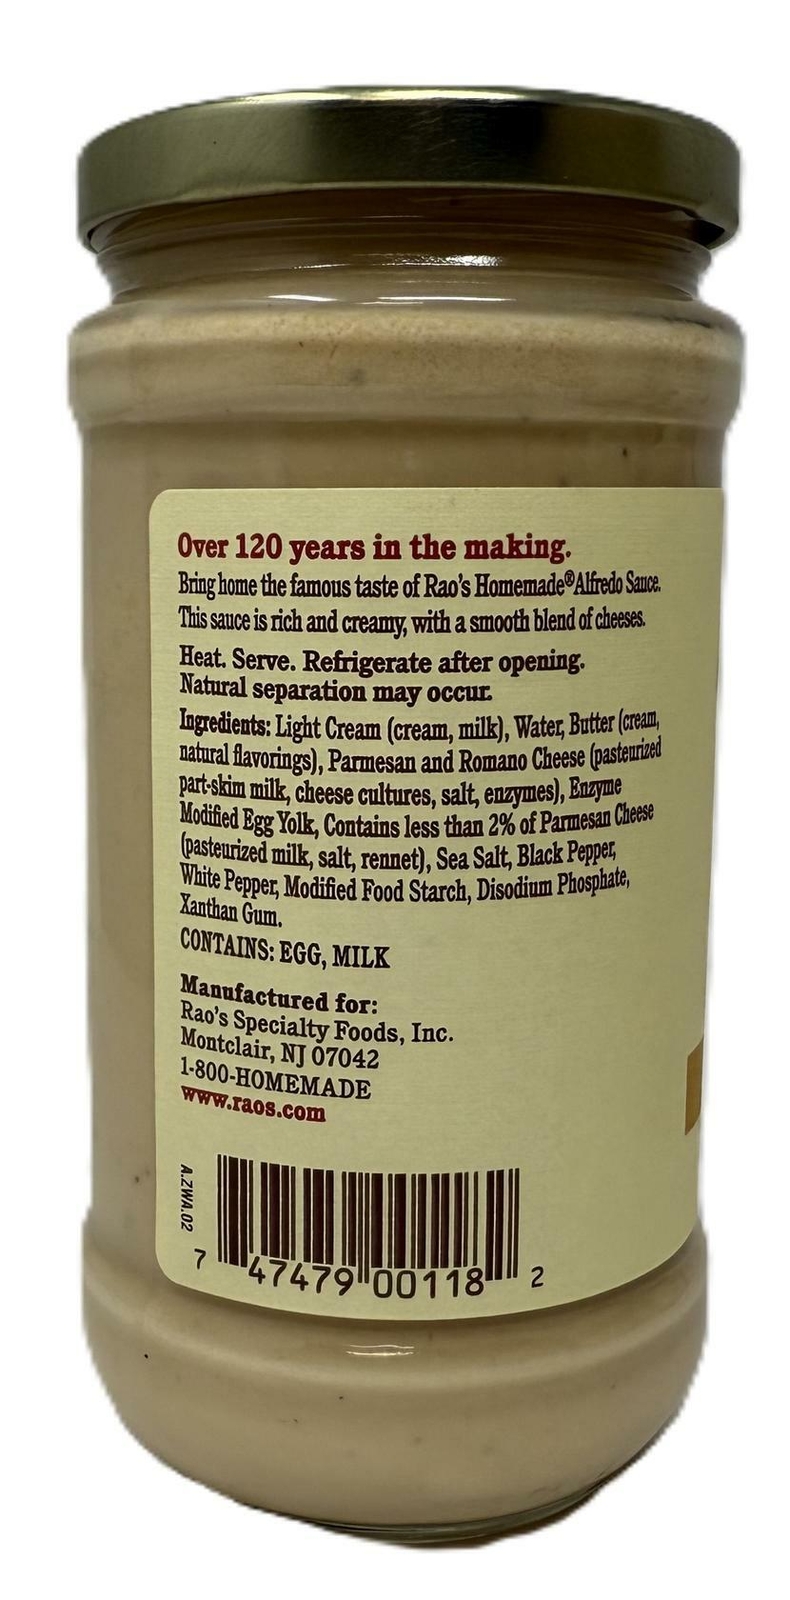 Over 120 years in the making.
Bring home the famous taste of Rao's Homemade® Alfredo Sauce.
This sauce is rich and creamy, with a smooth blend of cheeses.
Heat. Serve. Refrigerate after opening.
Natural separation may occur.
Ingredients: Light Cream (cream, milk), Water, Butter (cream,
natural flavorings), Parmesan and Romano Cheese (pasteurized
part-skim milk, cheese cultures, salt, enzymes), Enzyme
Modified Egg Yolk, Contains less than 2% of Parmesan Cheese
(pasteurized milk, salt, rennet), Sea Salt, Black Pepper,
White Pepper, Modified Food Starch, Disodium Phosphate,
Xanthan Gum.
CONTAINS: EGG, MILK
Manufactured for:
Rao's Specialty Foods, Inc.
Montclair, NJ 07042
1-800-HOMEMADE
www.raos.com
A.ZWA.02
7 47479 00118 2